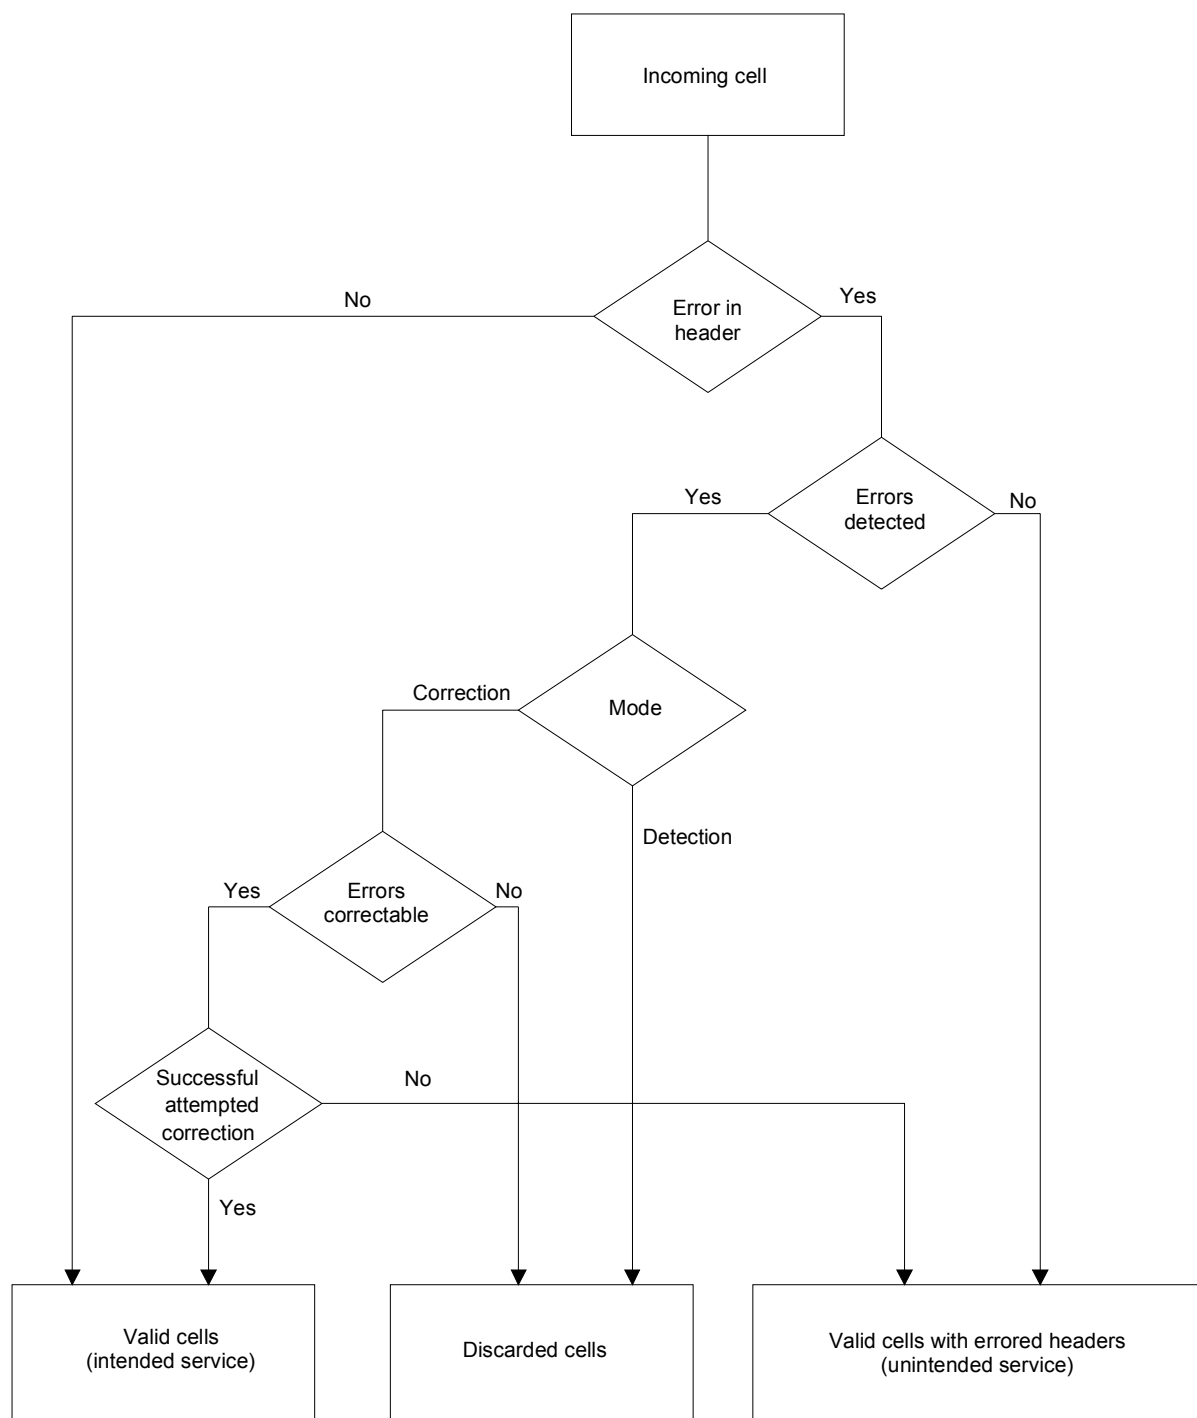 Incoming cell
No
Error in
header
Yes
Yes
Errors
detected
No
Correction
Mode
Detection
Yes
Errors
correctable
No
Successful
attempted
correction
No
Yes
Valid cells
(intended service)
Discarded cells
Valid cells with errored headers
(unintended service)